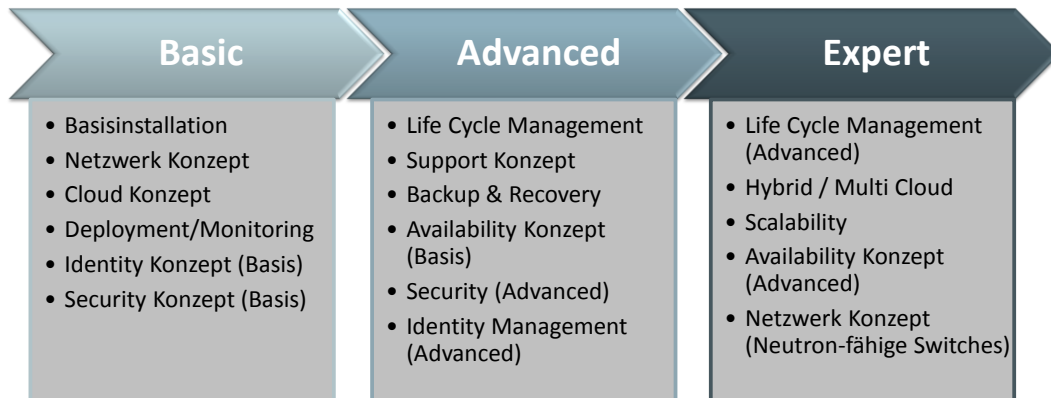 Basic
• Basisinstallation
• Netzwerk Konzept
• Cloud Konzept
• Deployment/Monitoring
• Identity Konzept (Basis)
• Security Konzept (Basis)
Advanced
• Life Cycle Management
• Support Konzept
• Backup & Recovery
• Availability Konzept
(Basis)
• Security (Advanced)
• Identity Management
(Advanced)
Expert
• Life Cycle Management
(Advanced)
• Hybrid / Multi Cloud
• Scalability
• Availability Konzept
(Advanced)
• Netzwerk Konzept
(Neutron-fähige Switches)